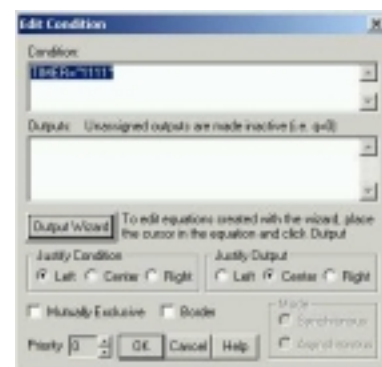 Edit Condition
Condition:
TIMER="1111"
Outputs: Unassigned outputs are made inactive (i.e. q=0)
Output Wizard
To edit equations created with the wizard, place
the cursor in the equation and click Output
Justify Condition
Left Center Right
Justify Output
Left Center Right
Mutually Exclusive Border
Mode
Synchronous
Asynchronous
Priority 0 OK Cancel Help